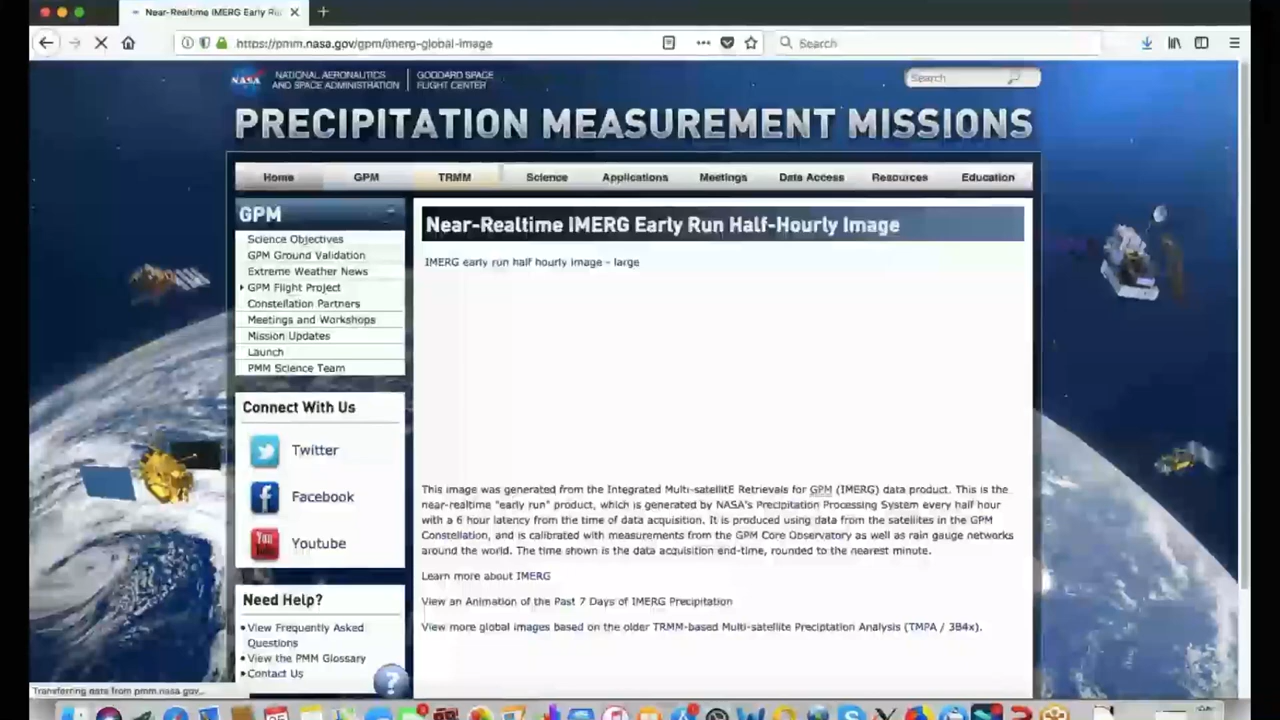 Near-Realtime IMERG Early Ru
https://pmm.nasa.gov/gpm/imerg-global-image
Search
NASA
NATIONAL AERONAUTICS
AND SPACE ADMINISTRATION
GODDARD SPACE
FLIGHT CENTER
Search
PRECIPITATION MEASUREMENT MISSIONS
Home GPM TRMM Science Applications Meetings Data Access Resources Education
GPM
Science Objectives
GPM Ground Validation
Extreme Weather News
GPM Flight Project
Constellation Partners
Meetings and Workshops
Mission Updates
Launch
PMM Science Team
Connect With Us
Twitter
Facebook
You Tube
Youtube
Need Help?
•View Frequently Asked
Questions
•View the PMM Glossary
•Contact Us
?
Near-Realtime IMERG Early Run Half-Hourly Image
IMERG early run half hourly image - large
This image was generated from the Integrated Multi-satellitE Retrievals for GPM (IMERG) data product. This is the
near-realtime "early run" product, which is generated by NASA's Precipitation Processing System every half hour
with a 6 hour latency from the time of data acquisition. It is produced using data from the satellites in the GPM
Constellation, and is calibrated with measurements from the GPM Core Observatory as well as rain gauge networks
around the world. The time shown is the data acquisition end-time, rounded to the nearest minute.
Learn more about IMERG
View an Animation of the Past 7 Days of IMERG Precipitation
View more global images based on the older TRMM-based Multi-satellite Preciptation Analysis (TMPA / 3B4x).
Transferring data from pmm.nasa.gov...